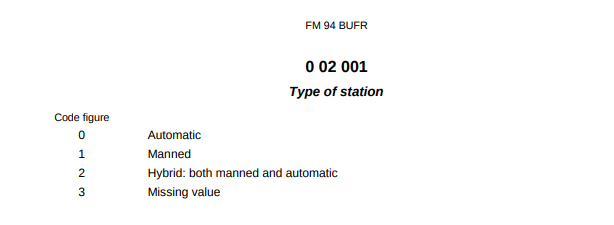 FM 94 BUFR
0 02 001
Type of station
Code figure
0 Automatic
1 Manned
2 Hybrid: both manned and automatic
3 Missing value